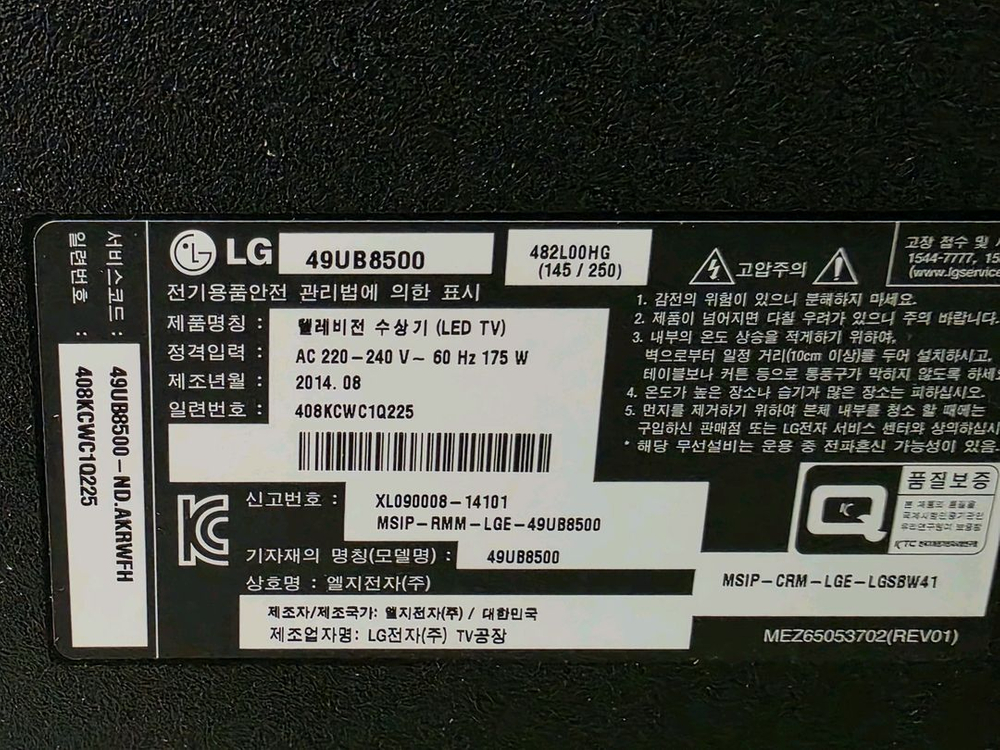 서비스코드 : 49UB8500-ND.AKRWFH
일련번호 : 408KCWC1Q225
LG 49UB8500
482L00HG
(145 / 250)
전기용품안전 관리법에 의한 표시
제품명칭 : 텔레비전 수상기 (LED TV)
정격입력 : AC 220-240 V~ 60 Hz 175 W
제조년월 : 2014. 08
일련번호 : 408KCWC1Q225
신고번호 : XL090008-14101
MSIP-RMM-LGE-49UB8500
기자재의 명칭(모델명) : 49UB8500
상호명 : 엘지전자(주)
제조자/제조국가: 엘지전자(주) / 대한민국
제조업자명: LG전자(주) TV공장
고압주의
고장 접수 및
1544-7777, 15
(www.lgservice
1. 감전의 위험이 있으니 분해하지 마세요.
2. 제품이 넘어지면 다칠 우려가 있으니 주의 바랍니다.
3. 내부의 온도 상승을 적게하기 위하여,
벽으로부터 일정 거리(10cm 이상)를 두어 설치하시고,
테이블보나 커튼 등으로 통풍구가 막히지 않도록 하세
4. 온도가 높은 장소나 습기가 많은 장소는 피하십시오.
5. 먼지를 제거하기 위하여 본체 내부를 청소 할 때에는
구입하신 판매점 또는 LG전자 서비스 센터와 상의하십시
* 해당 무선설비는 운용 중 전파혼신 가능성이 있음
품질보증
본 제품의 품질을
MSIP-CRM-LGE-LGSBW41
MEZ65053702(REV01)